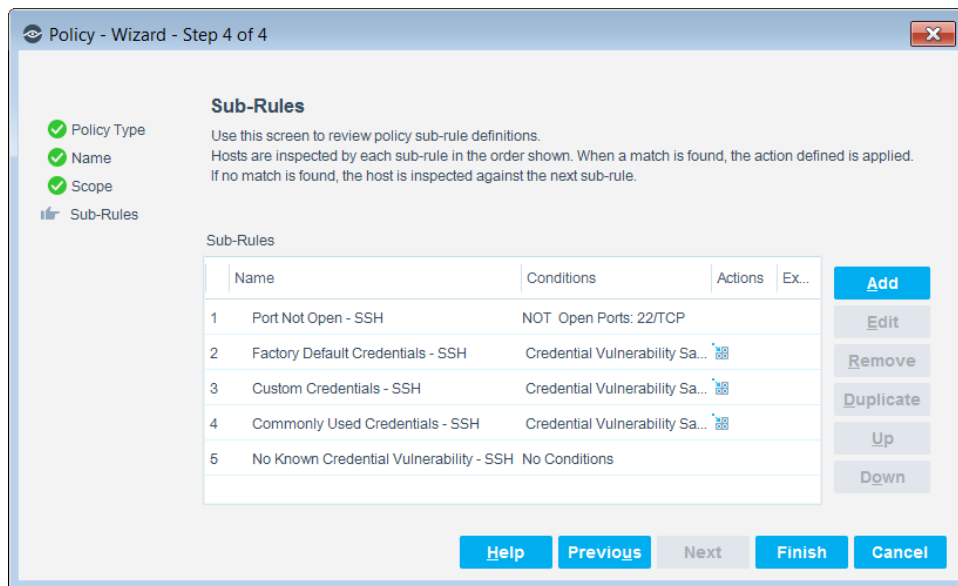 Policy - Wizard - Step 4 of 4
Policy Type
Name
Scope
Sub-Rules
Sub-Rules
Use this screen to review policy sub-rule definitions.
Hosts are inspected by each sub-rule in the order shown. When a match is found, the action defined is applied.
If no match is found, the host is inspected against the next sub-rule.
Sub-Rules
Name Conditions Actions Ex...
1 Port Not Open - SSH NOT Open Ports: 22/TCP
2 Factory Default Credentials - SSH Credential Vulnerability Sa...
3 Custom Credentials - SSH Credential Vulnerability Sa...
4 Commonly Used Credentials - SSH Credential Vulnerability Sa...
5 No Known Credential Vulnerability - SSH No Conditions
Add
Edit
Remove
Duplicate
Up
Down
Help Previous Next Finish Cancel